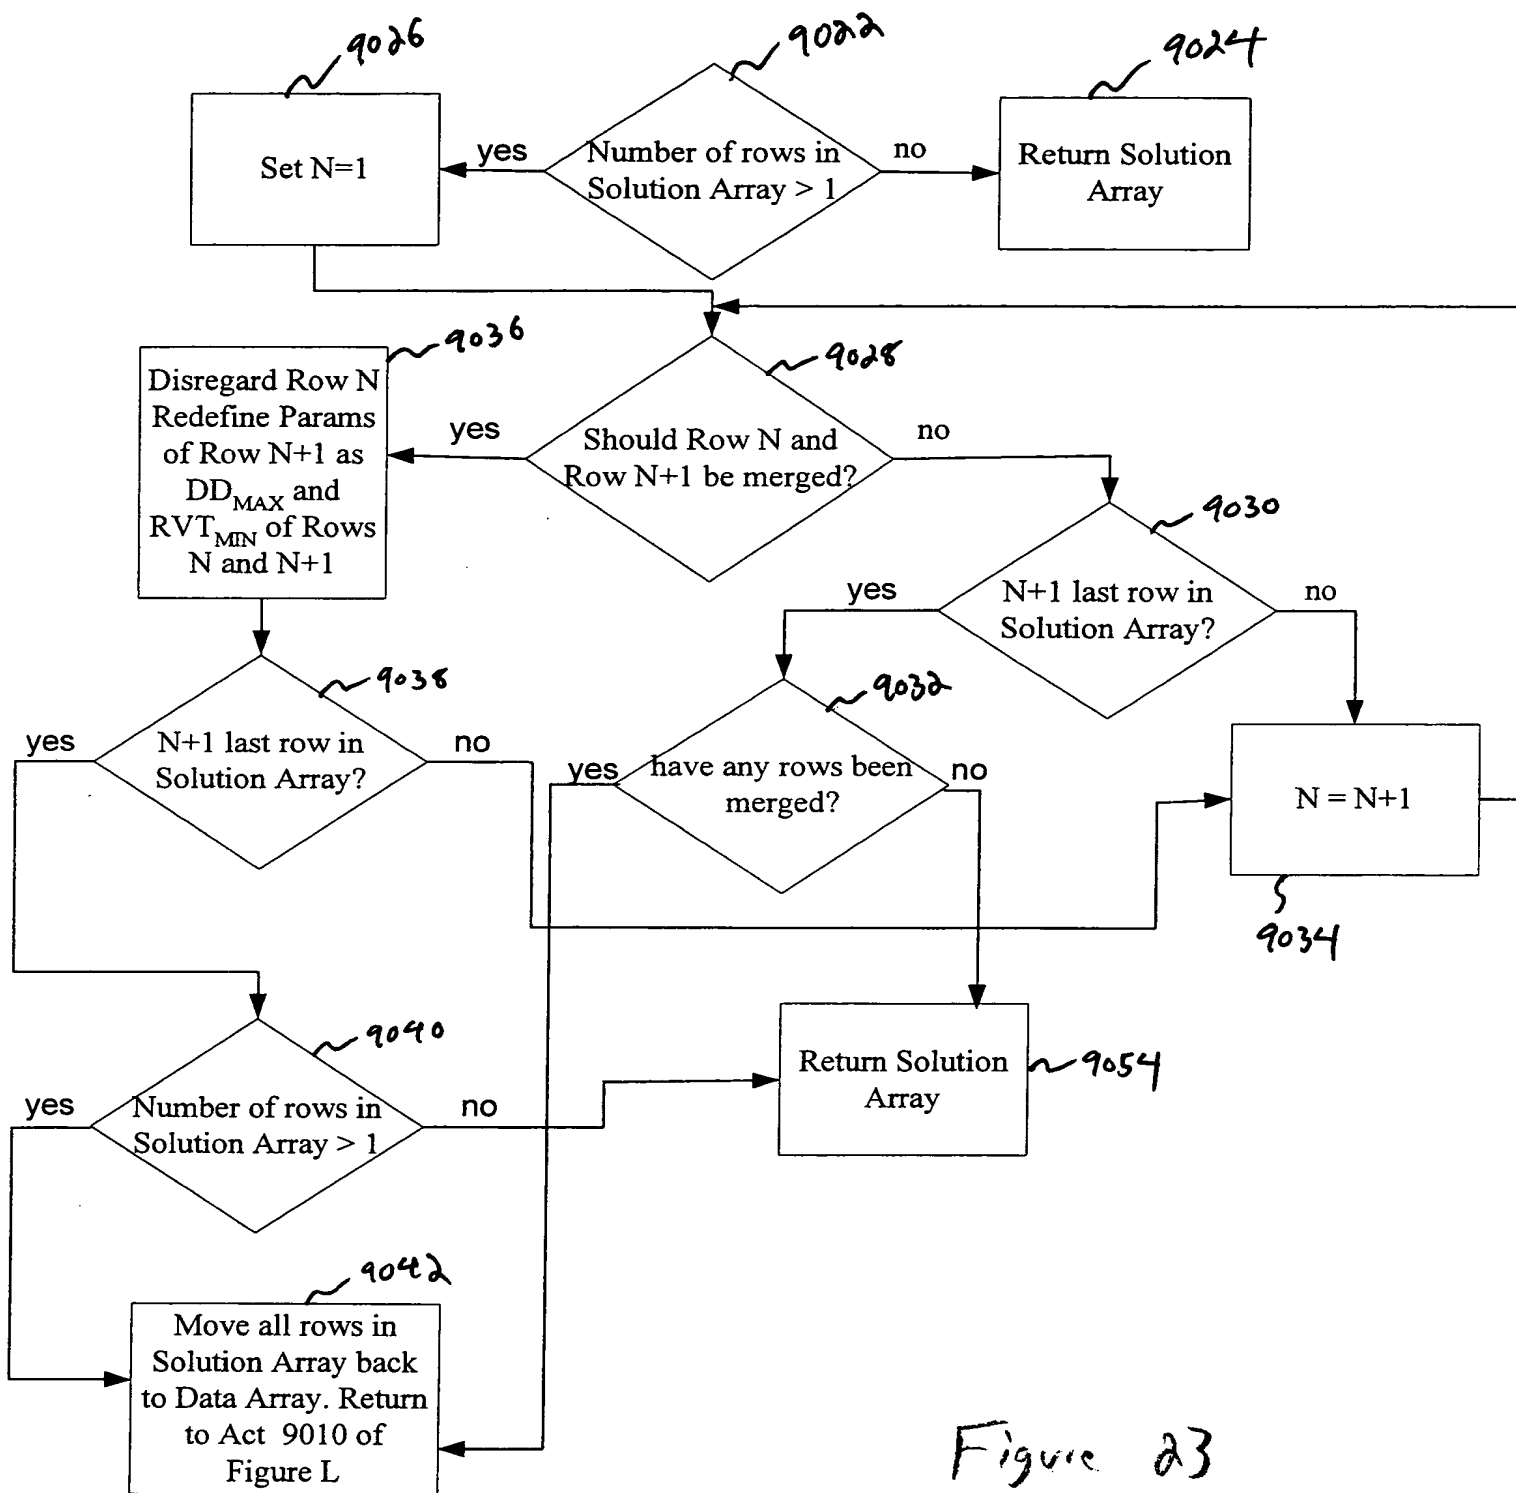 9026
9022
9024
Set N=1
yes
Number of rows in
Solution Array > 1
no
Return Solution
Array
9036
9028
Disregard Row N
Redefine Params
of Row N+1 as
DD_MAX and
RVT_MIN of Rows
N and N+1
yes
Should Row N and
Row N+1 be merged?
no
9030
yes
N+1 last row in
Solution Array?
no
9038
9032
yes
N+1 last row in
Solution Array?
no
yes
have any rows been
merged?
no
N = N+1
9034
9040
yes
Number of rows in
Solution Array > 1
no
Return Solution
Array
9054
9042
Move all rows in
Solution Array back
to Data Array. Return
to Act 9010 of
Figure L
Figure 23